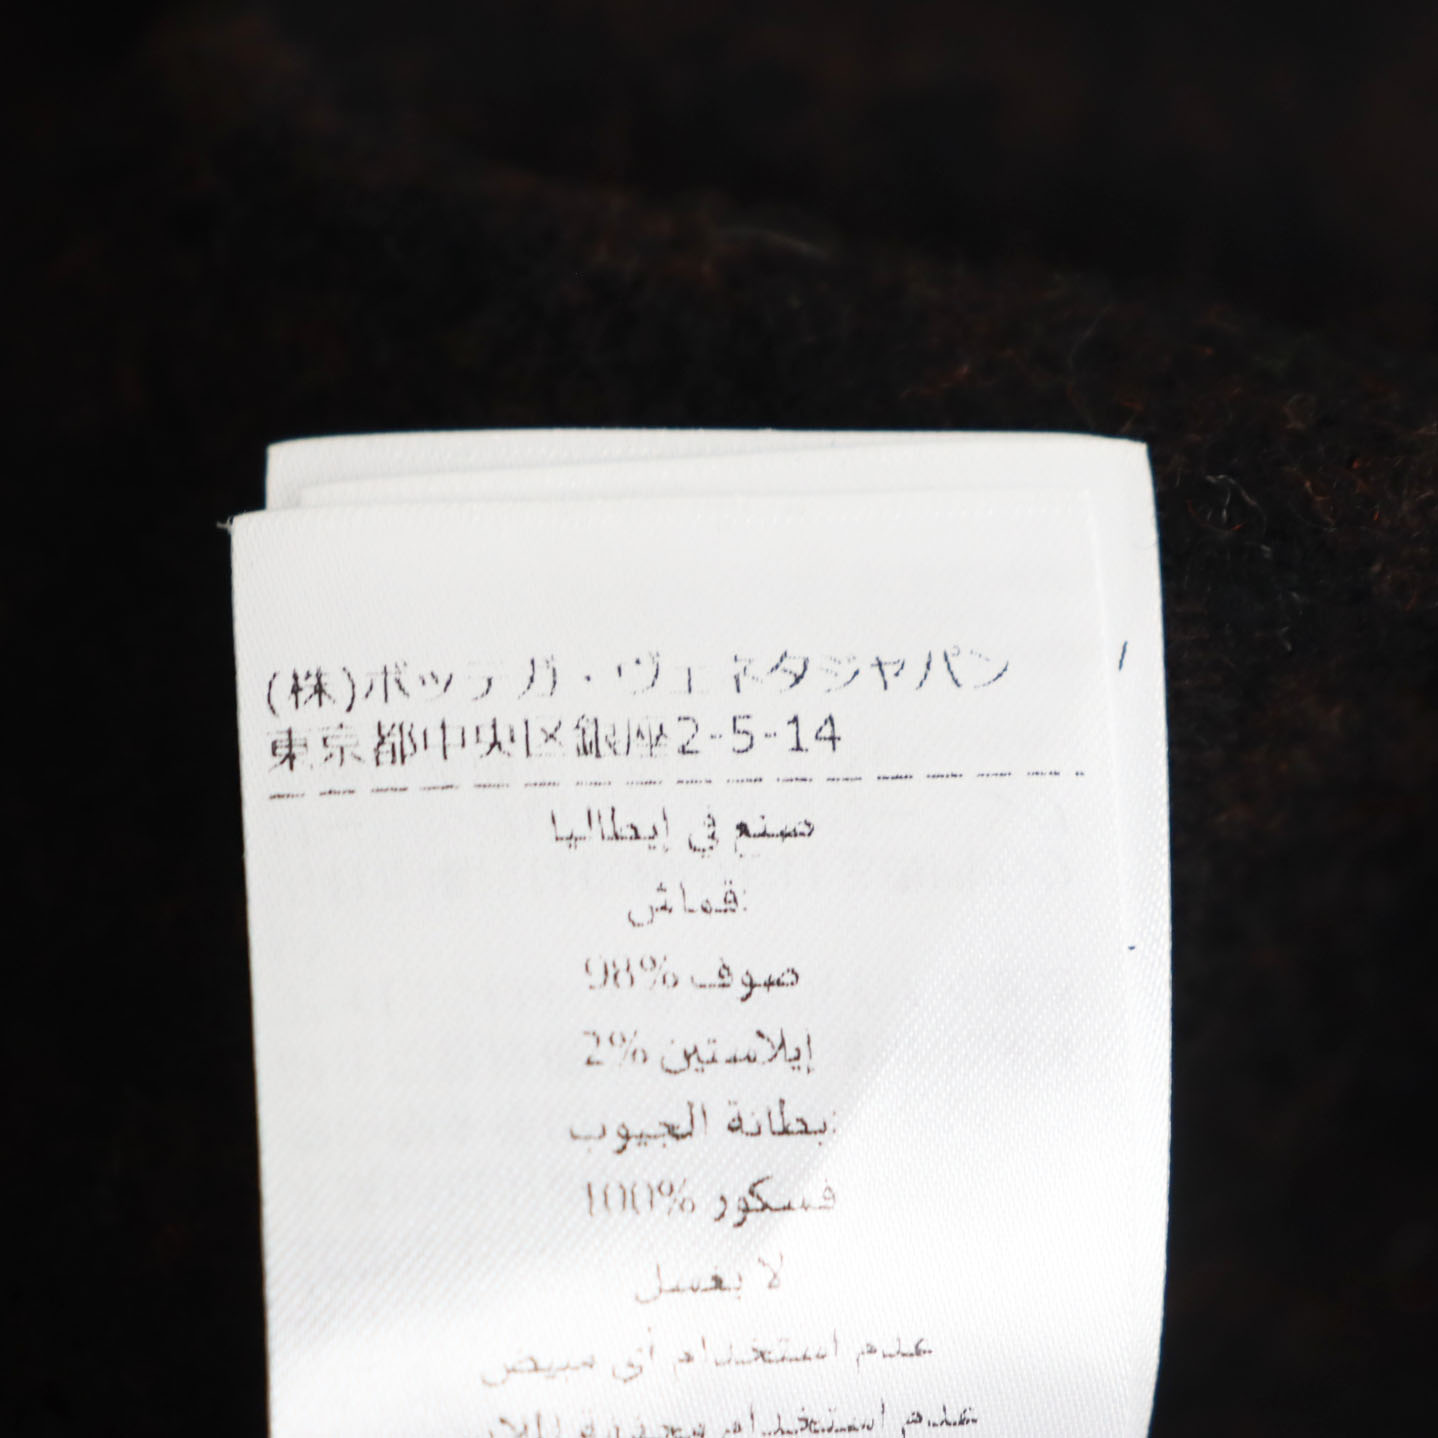 (株)ボッテガ・ヴェネタジャパン
東京都中央区銀座2-5-14
صنع في إيطاليا
قماش:
صوف %98
إيلاستين %2
بطانة الجيوب:
فسكوز %100
لا يغسل
عدم استخدام أي مبيض
عدم استخدام